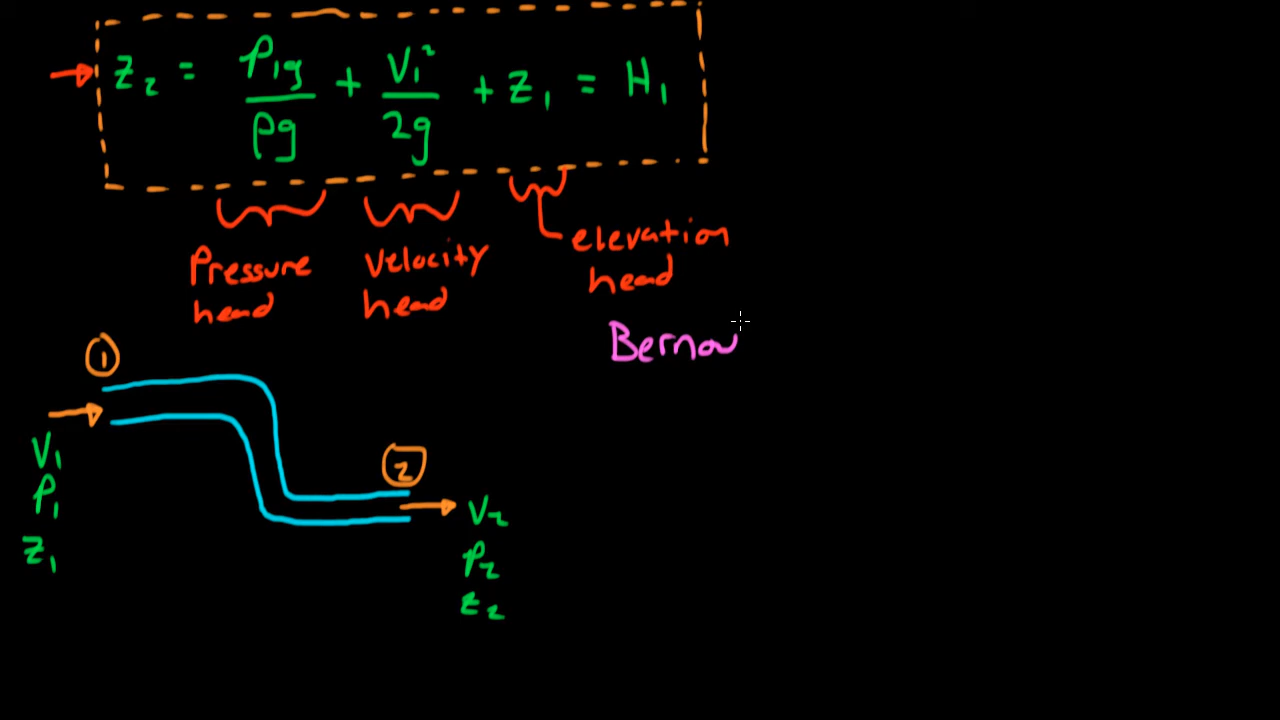 z₂ = P₁g/ρg + V₁²/2g + z₁ = H₁
Pressure head
Velocity head
elevation head
Bernou
1
V₁
P₁
z₁
2
V₂
P₂
z₂